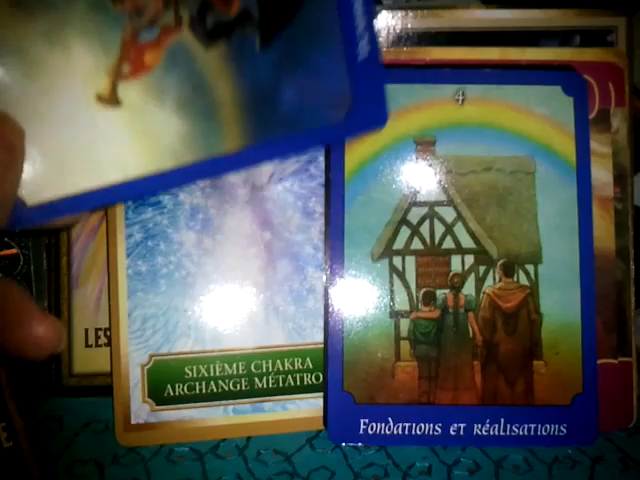 4
LES
SIXIÈME CHAKRA
ARCHANGE MÉTATRO
Fondations et réalisations